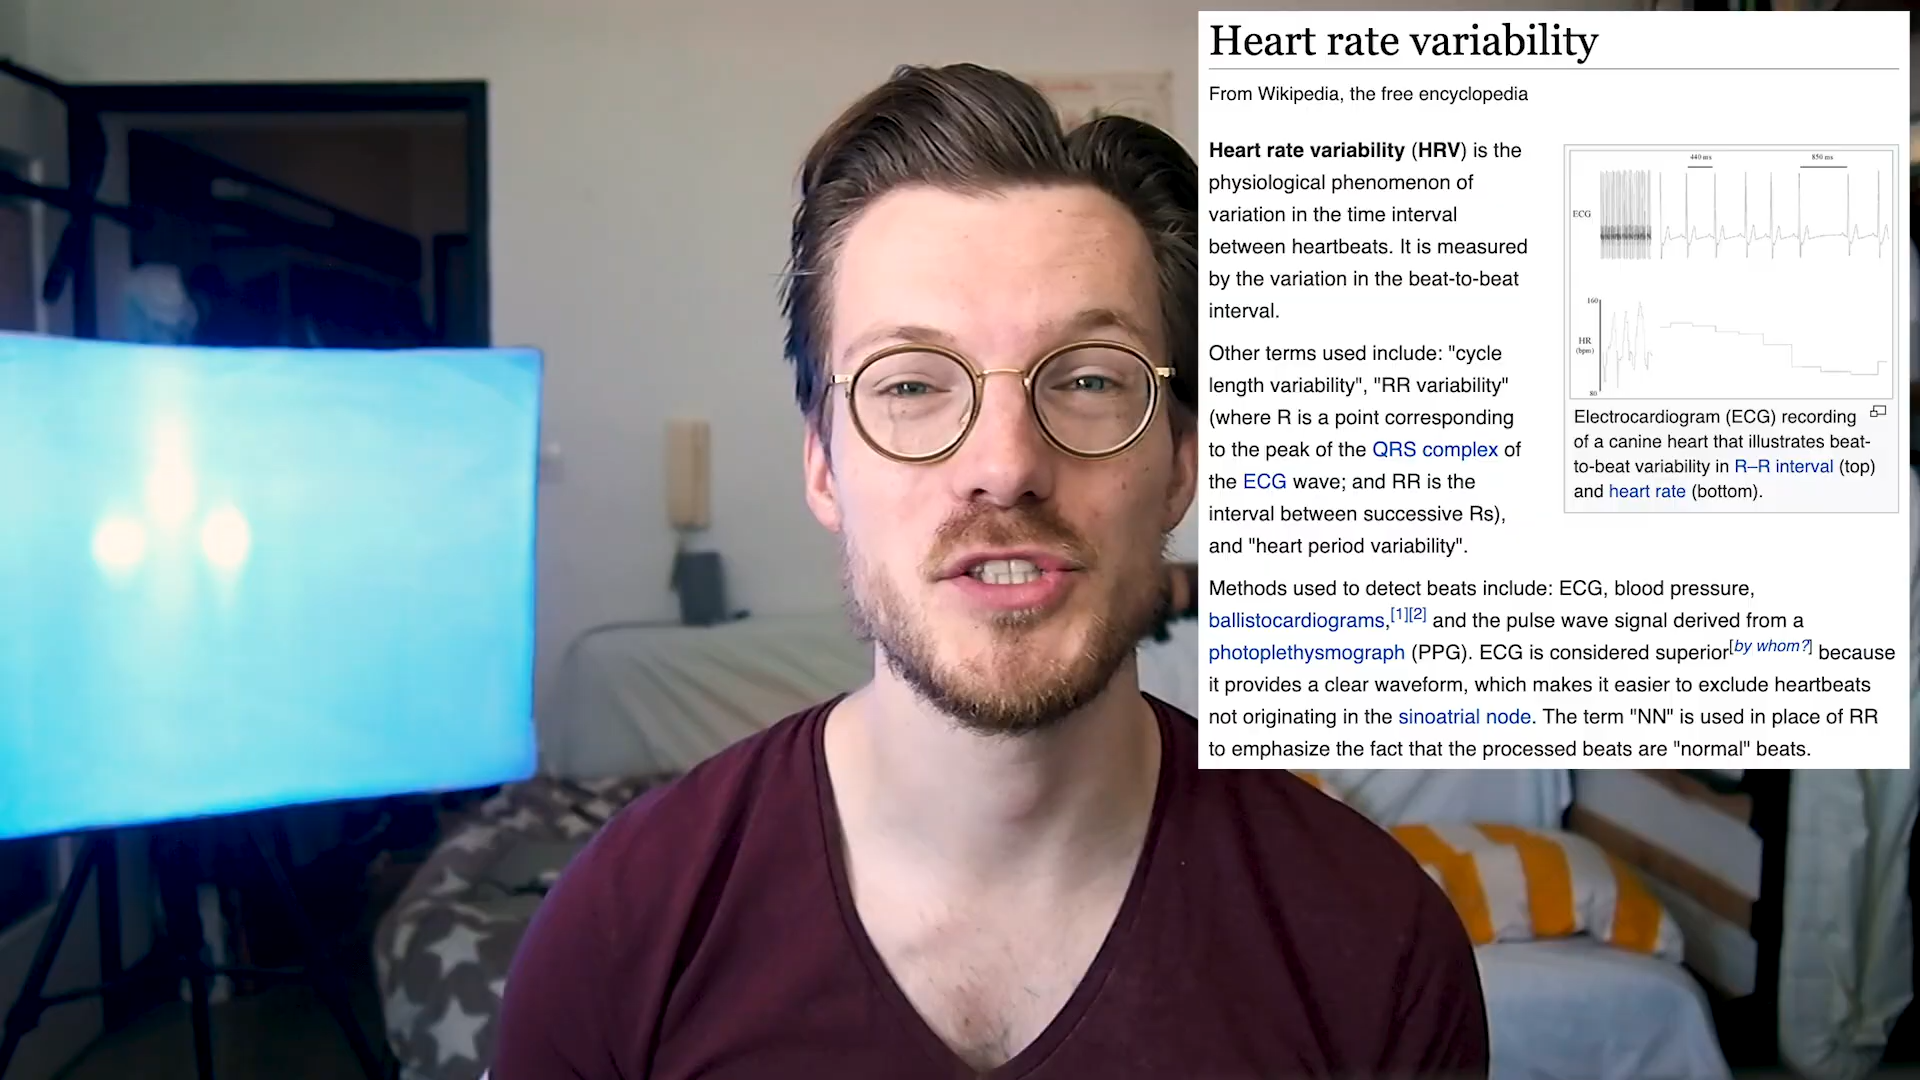 Heart rate variability
From Wikipedia, the free encyclopedia
Heart rate variability (HRV) is the
physiological phenomenon of
variation in the time interval
between heartbeats. It is measured
by the variation in the beat-to-beat
interval.
Other terms used include: "cycle
length variability", "RR variability"
(where R is a point corresponding
to the peak of the QRS complex of
the ECG wave; and RR is the
interval between successive Rs),
and "heart period variability".
440 ms
850 ms
ECG
160
HR
(bpm)
80
Electrocardiogram (ECG) recording
of a canine heart that illustrates beat-
to-beat variability in R–R interval (top)
and heart rate (bottom).
Methods used to detect beats include: ECG, blood pressure,
ballistocardiograms,[1][2] and the pulse wave signal derived from a
photoplethysmograph (PPG). ECG is considered superior[by whom?] because
it provides a clear waveform, which makes it easier to exclude heartbeats
not originating in the sinoatrial node. The term "NN" is used in place of RR
to emphasize the fact that the processed beats are "normal" beats.